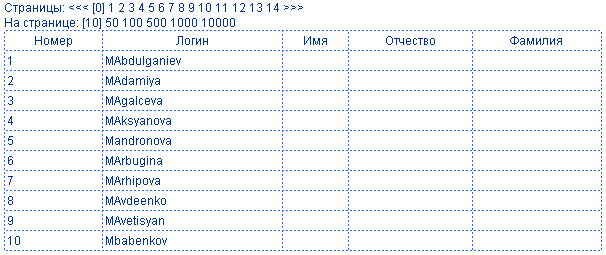 Страницы: <<< [0] 1 2 3 4 5 6 7 8 9 10 11 12 13 14 >>>
На странице: [10] 50 100 500 1000 10000
Номер Логин Имя Отчество Фамилия
1 MAbdulganiev
2 MAdamiya
3 MAgalceva
4 MAksyanova
5 Mandronova
6 MArbugina
7 MArhipova
8 MAvdeenko
9 MAvetisyan
10 Mbabenkov